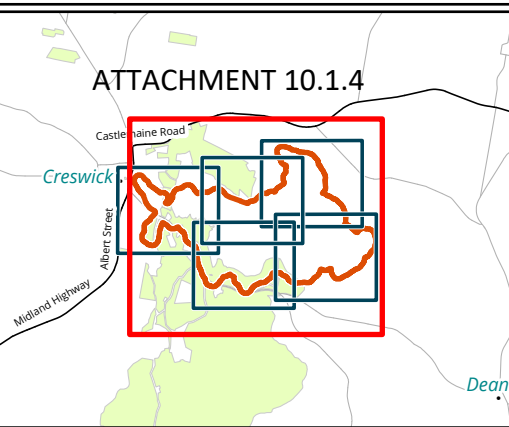 ATTACHMENT 10.1.4
Castlemaine Road
Creswick
Albert Street
Midland Highway
Dean